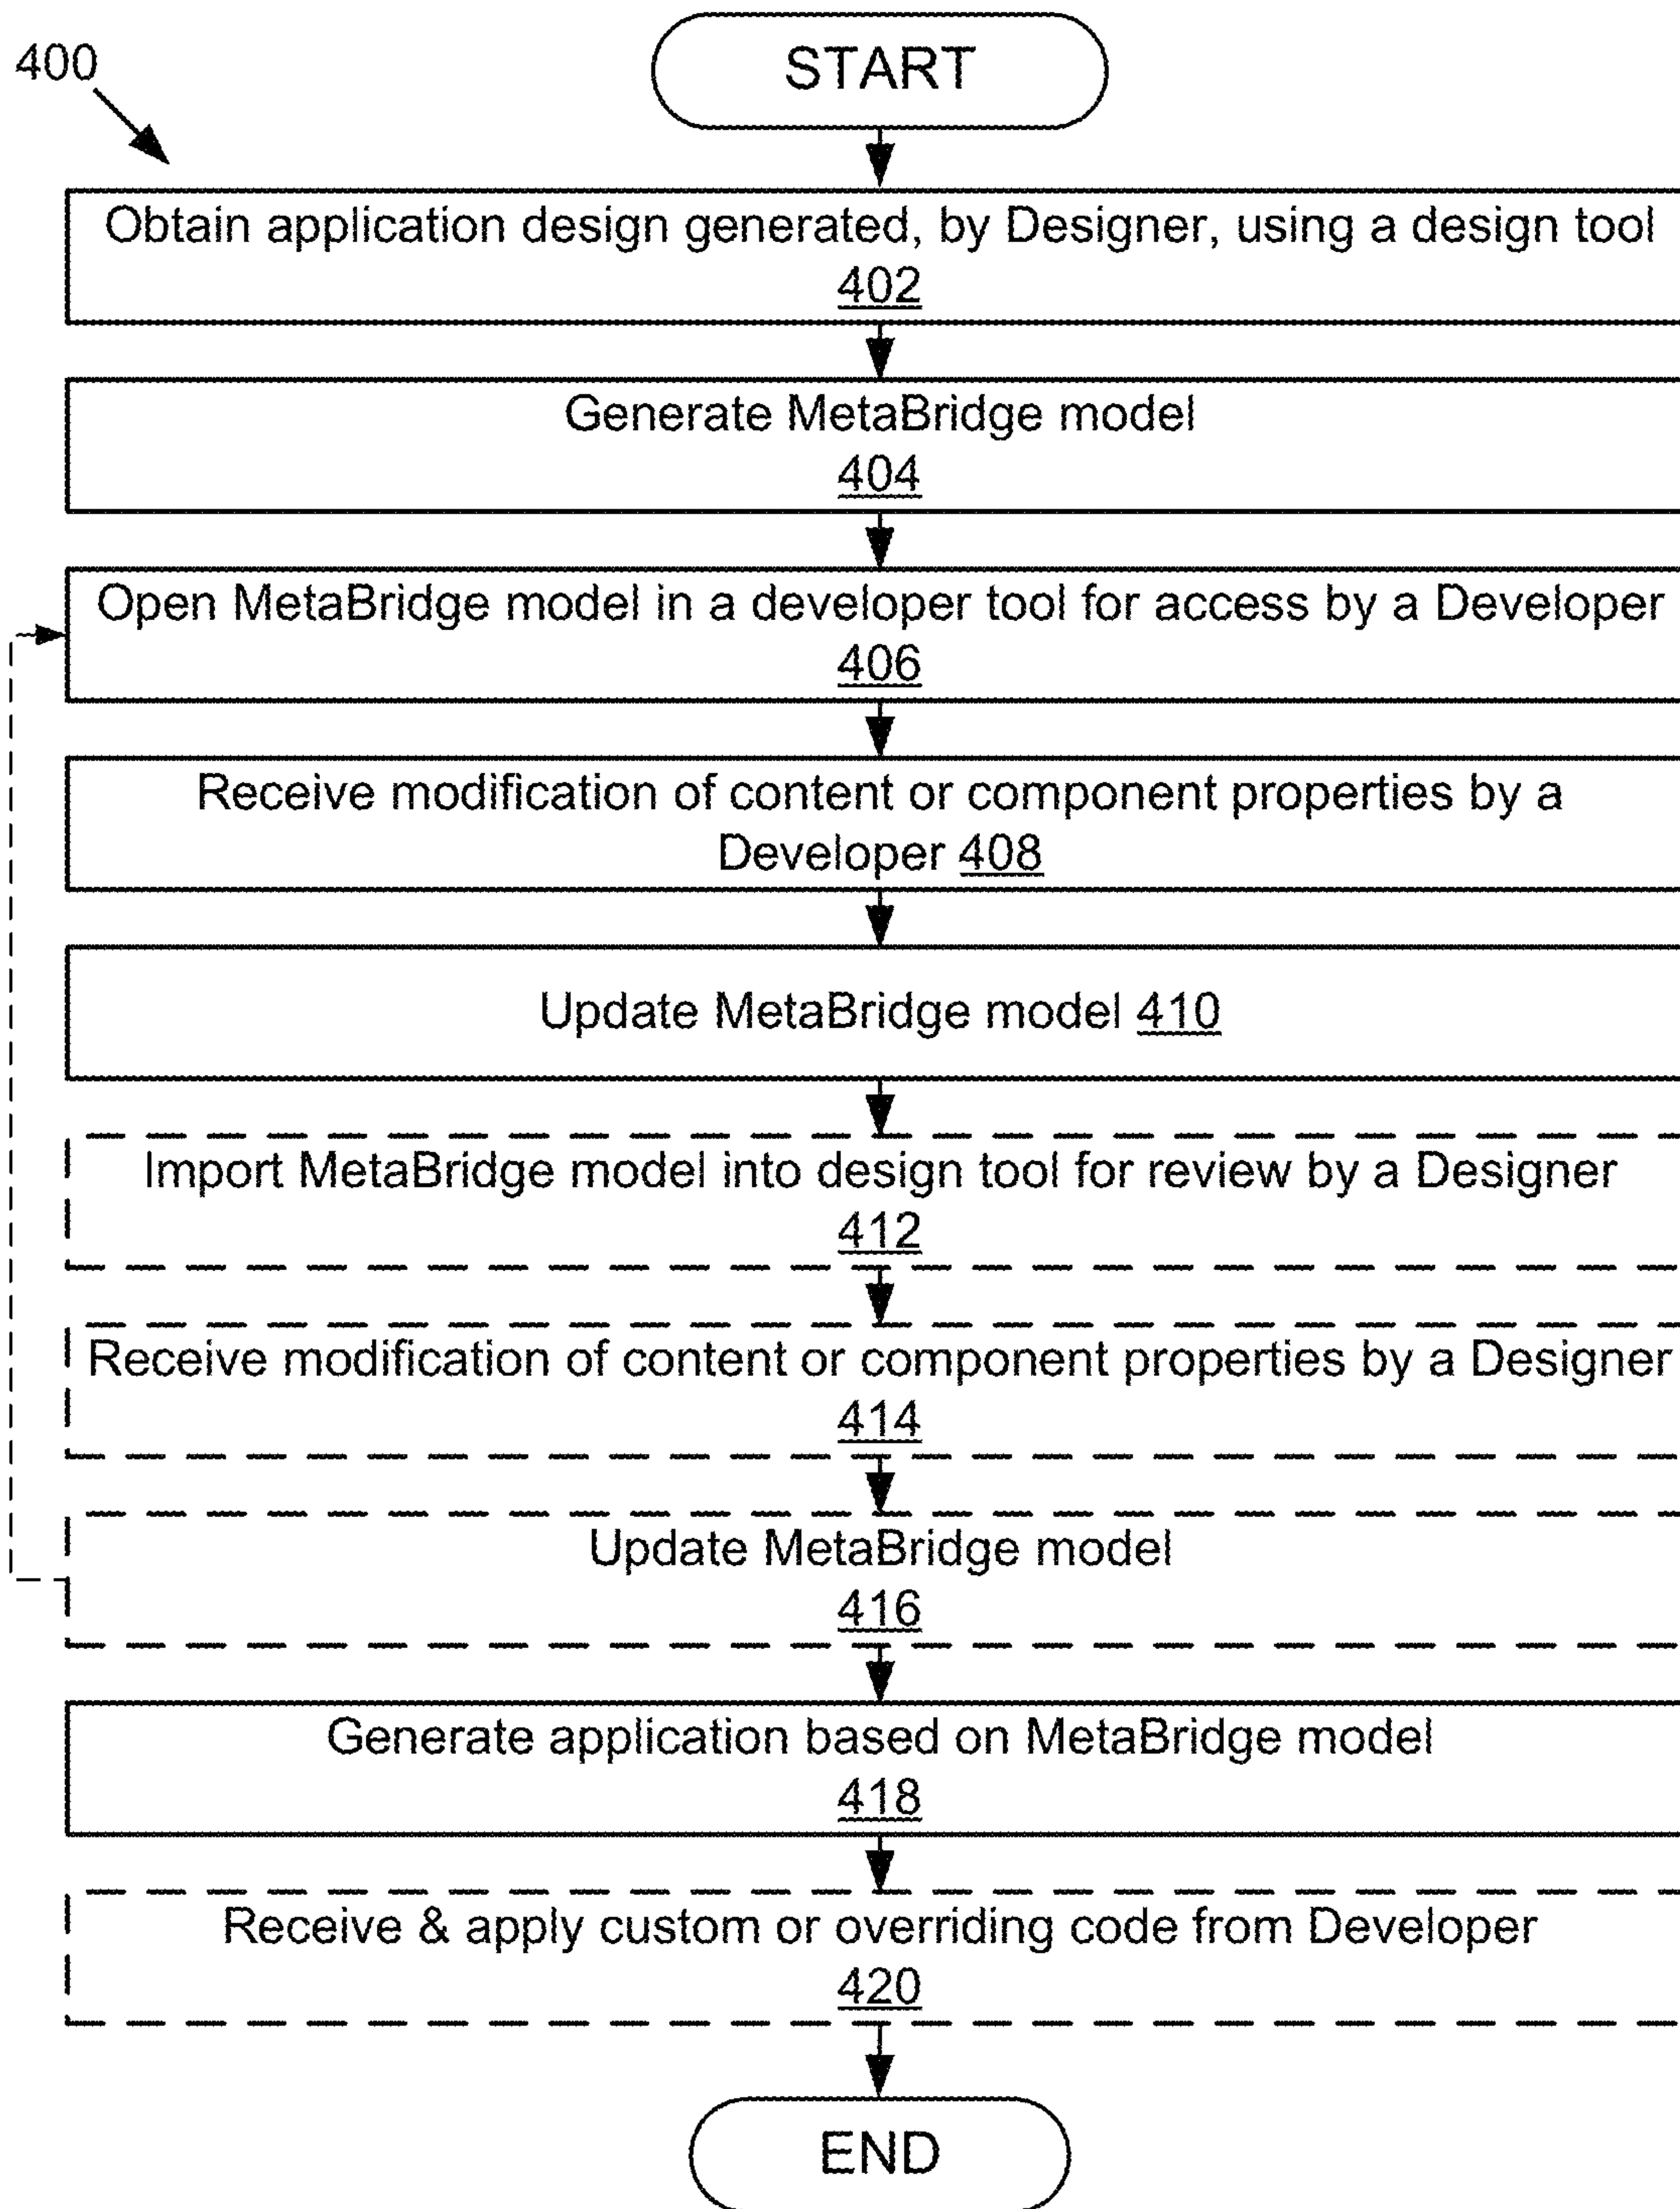 400
START
Obtain application design generated, by Designer, using a design tool
402
Generate MetaBridge model
404
Open MetaBridge model in a developer tool for access by a Developer
406
Receive modification of content or component properties by a
Developer 408
Update MetaBridge model 410
Import MetaBridge model into design tool for review by a Designer
412
Receive modification of content or component properties by a Designer
414
Update MetaBridge model
416
Generate application based on MetaBridge model
418
Receive & apply custom or overriding code from Developer
420
END